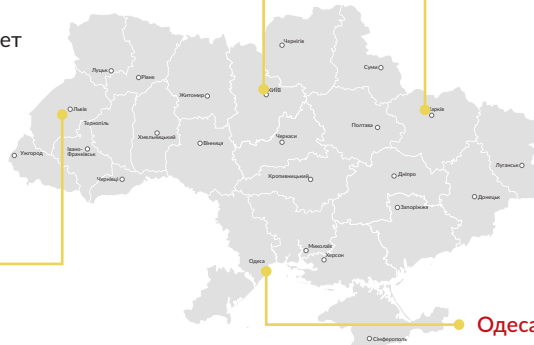 ет
Чернігів
Суми
Луцьк
Рівне
Житомир
КИЇВ
Львів
Харків
Тернопіль
Полтава
Хмельницький
Черкаси
Вінниця
Івано-
Франківськ
Ужгород
Луганськ
Чернівці
Кропивницький
Дніпро
Донецьк
Запоріжжя
Миколаїв
Херсон
Одеса
Одеса
Сімферополь